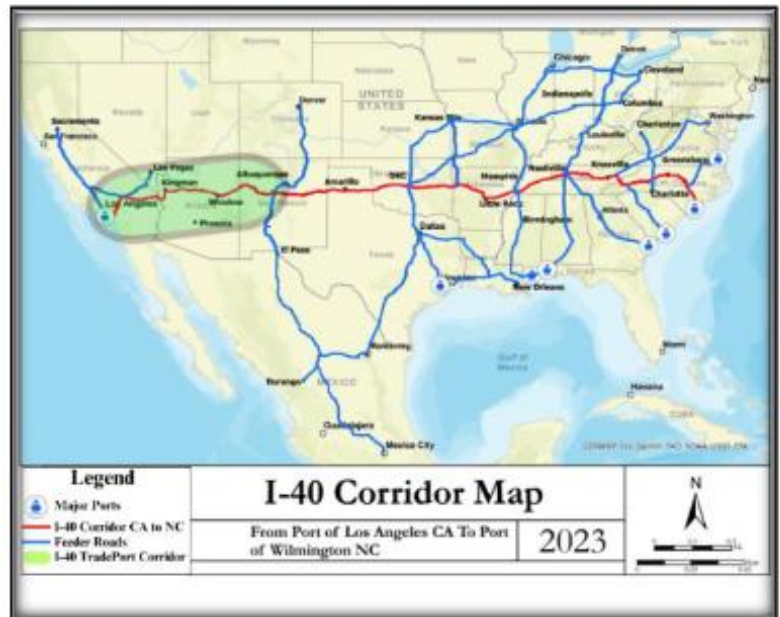 Chicago
Detroit
Cleveland
Sacramento
Denver
UNITED
STATES
Indianapolis
Columbus
San Francisco
Kansas
Louisville
Charleston
Washington
Las Vegas
Kingman
Albuquerque
Amarillo
OKC
Memphis
Nashville
Knoxville
Greensboro
Los Angeles
Winslow
Little Rock
Charlotte
Phoenix
Birmingham
Atlanta
Dallas
El Paso
New Orleans
Monterrey
Miami
Durango
MEXICO
Gulf of
Mexico
Havana
CUBA
Guadalajara
Mexico City
Legend
Major Ports
I-40 Corridor CA to NC
Feeder Roads
I-40 TradePort Corridor
I-40 Corridor Map
From Port of Los Angeles CA To Port
of Wilmington NC
2023
N